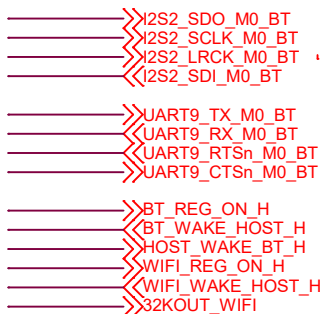 I2S2_SDO_M0_BT
I2S2_SCLK_M0_BT
I2S2_LRCK_M0_BT
I2S2_SDI_M0_BT
UART9_TX_M0_BT
UART9_RX_M0_BT
UART9_RTSn_M0_BT
UART9_CTSn_M0_BT
BT_REG_ON_H
BT_WAKE_HOST_H
HOST_WAKE_BT_H
WIFI_REG_ON_H
WIFI_WAKE_HOST_H
32KOUT_WIFI